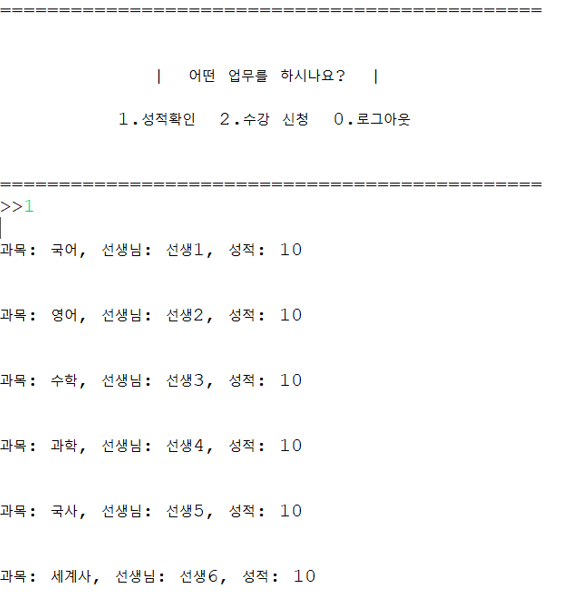 ==============================================
|  어떤 업무를 하시나요?  |
1.성적확인  2.수강 신청  0.로그아웃
==============================================
>>1
과목: 국어, 선생님: 선생1, 성적: 10
과목: 영어, 선생님: 선생2, 성적: 10
과목: 수학, 선생님: 선생3, 성적: 10
과목: 과학, 선생님: 선생4, 성적: 10
과목: 국사, 선생님: 선생5, 성적: 10
과목: 세계사, 선생님: 선생6, 성적: 10